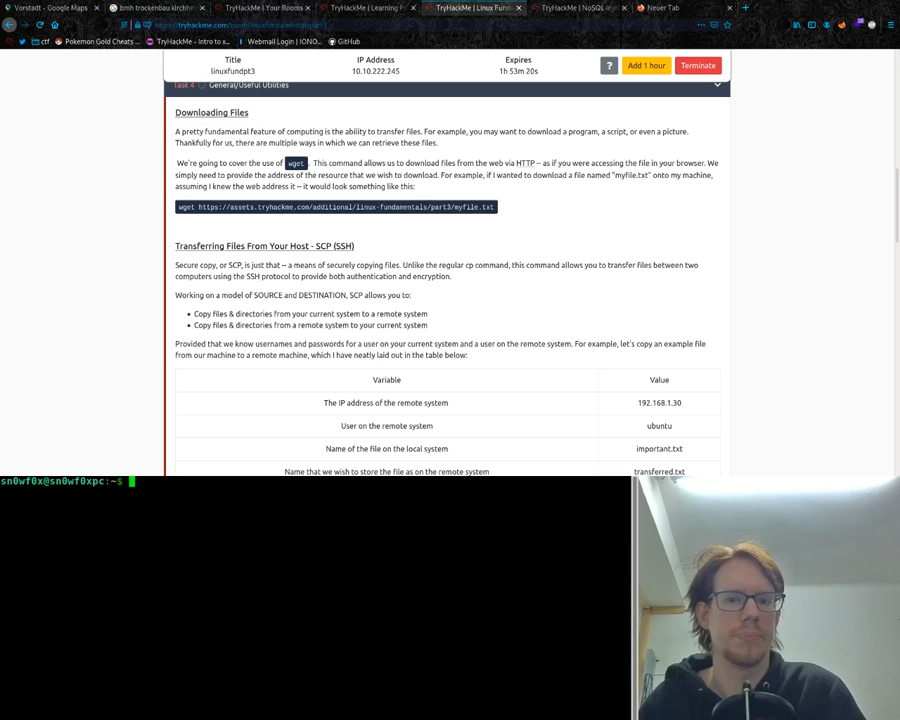 Vorstadt - Google Maps
bmh trockenbau kirchh
TryHackMe | Your Rooms
TryHackMe | Learning P
TryHackMe | Linux Fund
TryHackMe | NoSQL
Neuer Tab
ctf
Pokemon Gold Cheats ...
TryHackMe - Intro to x...
Webmail Login | IONO...
GitHub
Title
IP Address
Expires
linuxfundpt3
10.10.222.245
1h 53m 20s
?
Add 1 hour
Terminate
Task 4
General/Useful Utilities
Downloading Files
A pretty fundamental feature of computing is the ability to transfer files. For example, you may want to download a program, a script, or even a picture.
Thankfully for us, there are multiple ways in which we can retrieve these files.
We're going to cover the use of wget . This command allows us to download files from the web via HTTP -- as if you were accessing the file in your browser. We
simply need to provide the address of the resource that we wish to download. For example, if I wanted to download a file named "myfile.txt" onto my machine,
assuming I knew the web address it -- it would look something like this:
wget https://assets.tryhackme.com/additional/linux-fundamentals/part3/myfile.txt
Transferring Files From Your Host - SCP (SSH)
Secure copy, or SCP, is just that -- a means of securely copying files. Unlike the regular cp command, this command allows you to transfer files between two
computers using the SSH protocol to provide both authentication and encryption.
Working on a model of SOURCE and DESTINATION, SCP allows you to:
• Copy files & directories from your current system to a remote system
• Copy files & directories from a remote system to your current system
Provided that we know usernames and passwords for a user on your current system and a user on the remote system. For example, let's copy an example file
from our machine to a remote machine, which I have neatly laid out in the table below:
Variable
Value
The IP address of the remote system
192.168.1.30
User on the remote system
ubuntu
Name of the file on the local system
important.txt
Name that we wish to store the file as on the remote system
transferred.txt
sn0wf0x@sn0wf0xpc:~$